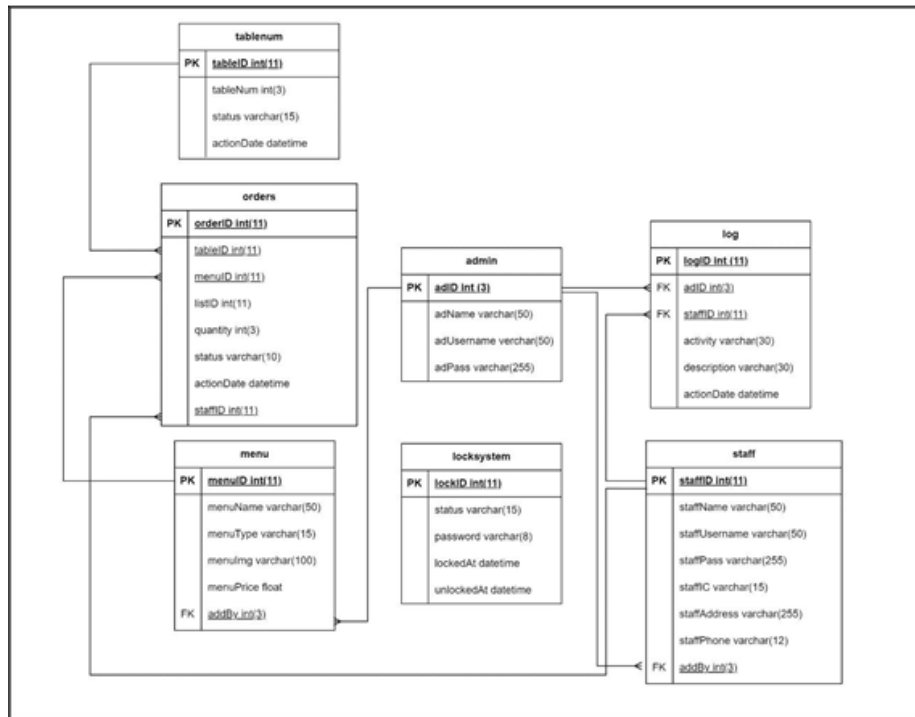 tablenum
PK tableID int(11)
tableNum int(3)
status varchar(15)
actionDate datetime
orders
PK orderID int(11)
tableID int(11)
menuID int(11)
listID int(11)
quantity int(3)
status varchar(10)
actionDate datetime
staffID int(11)
menu
PK menuID int(11)
menuName varchar(50)
menuType varchar(15)
menuImg varchar(100)
menuPrice float
FK addBy int(3)
admin
PK adID int (3)
adName varchar(50)
adUsername verchar(50)
adPass varchar(255)
locksystem
PK lockID int(11)
status varchar(15)
password varchar(8)
lockedAt datetime
unlockedAt datetime
log
PK logID int (11)
FK adID int(3)
FK staffID int(11)
activity varchar(30)
description varchar(30)
actionDate datetime
staff
PK staffID int(11)
staffName varchar(50)
staffUsername varchar(50)
staffPass varchar(255)
staffIC varchar(15)
staffAddress varchar(255)
staffPhone varchar(12)
FK addBy int(3)